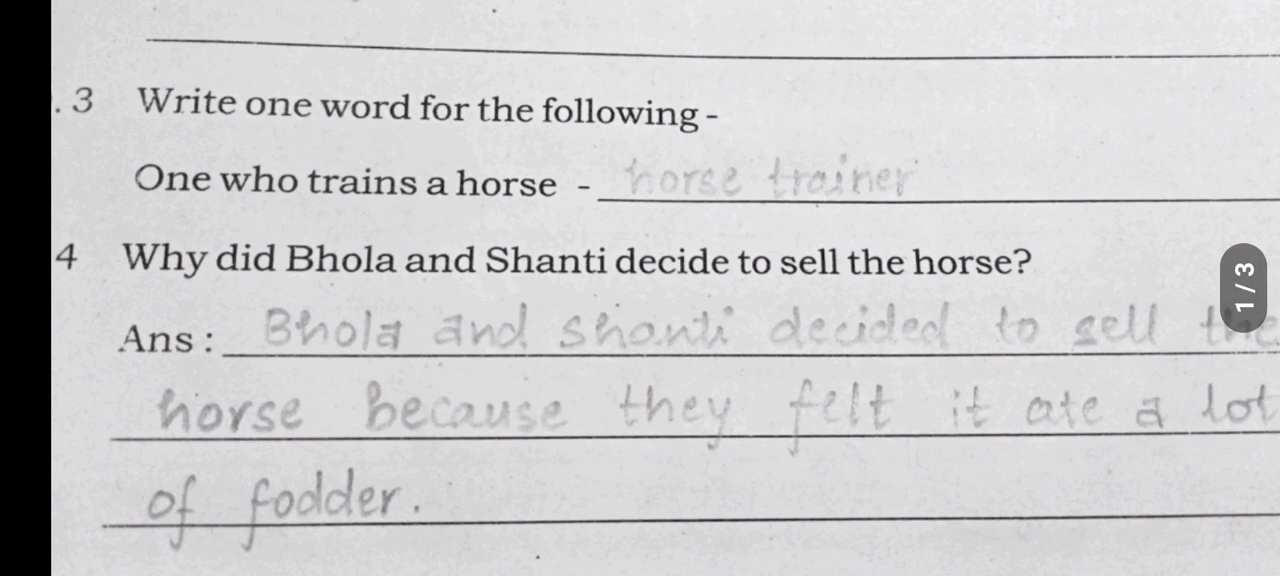 . 3 Write one word for the following -
One who trains a horse - horse trainer
4 Why did Bhola and Shanti decide to sell the horse?
Ans : Bhola and shanti decided to sell the
horse because they felt it ate a lot
of fodder.
1 / 3